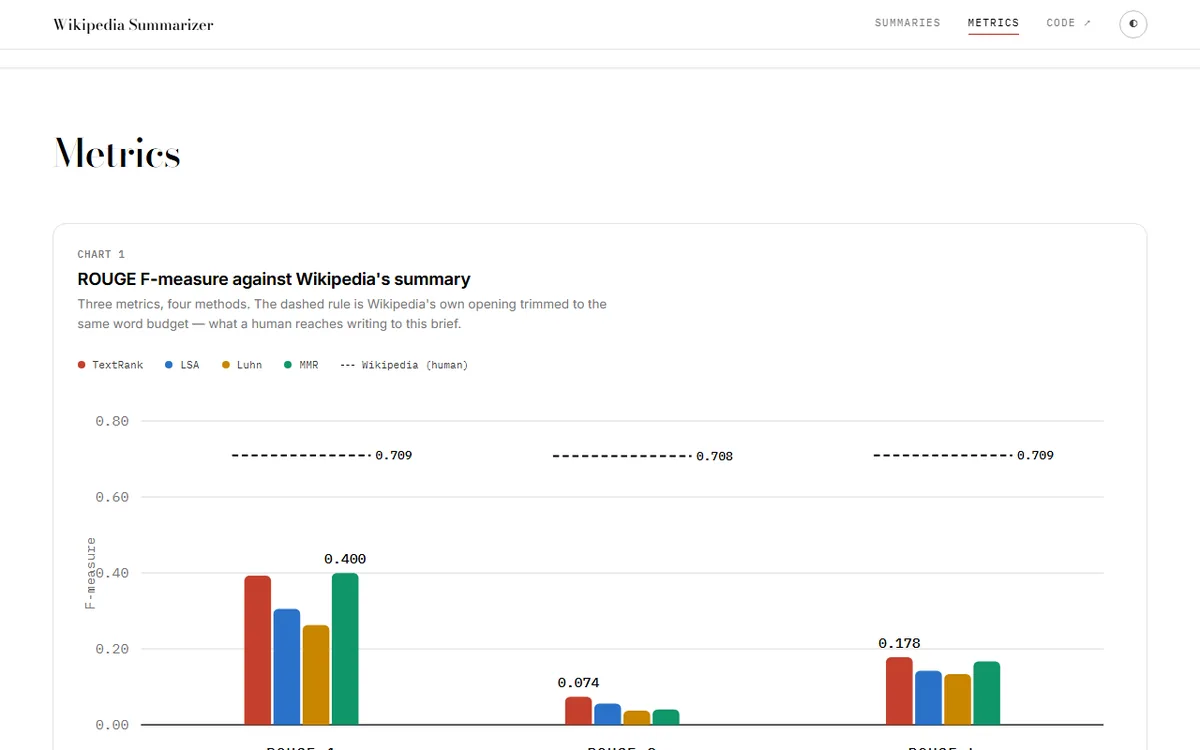 Wikipedia Summarizer
SUMMARIES METRICS CODE ↗
Metrics
CHART 1
ROUGE F-measure against Wikipedia's summary
Three metrics, four methods. The dashed rule is Wikipedia's own opening trimmed to the
same word budget — what a human reaches writing to this brief.
TextRank LSA Luhn MMR Wikipedia (human)
0.80
0.709 0.708 0.709
0.60
0.400
F-measure
0.40
0.178
0.20
0.074
0.00